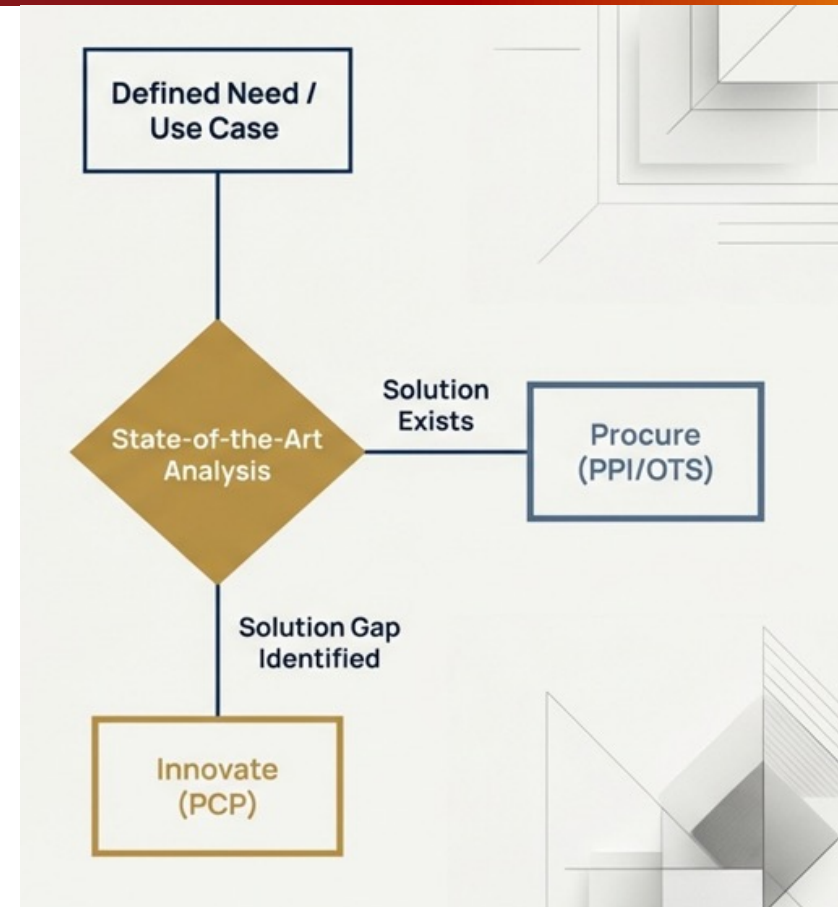 Defined Need /
Use Case
State-of-the-Art
Analysis
Solution
Exists
Procure
(PPI/OTS)
Solution Gap
Identified
Innovate
(PCP)